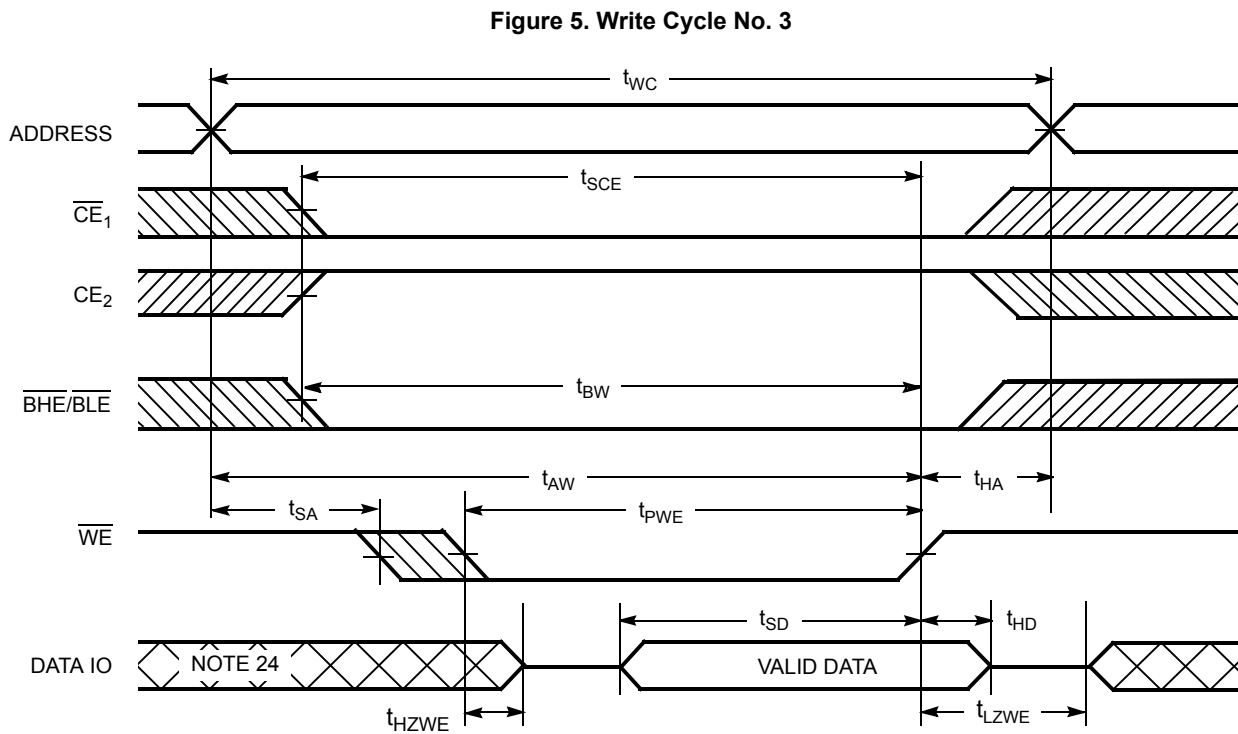 Figure 5. Write Cycle No. 3
tWC
ADDRESS
tSCE
CE1
CE2
tBW
BHE/BLE
tAW
tHA
tSA
tPWE
WE
tSD
tHD
DATA IO
NOTE 24
VALID DATA
tHZWE
tLZWE